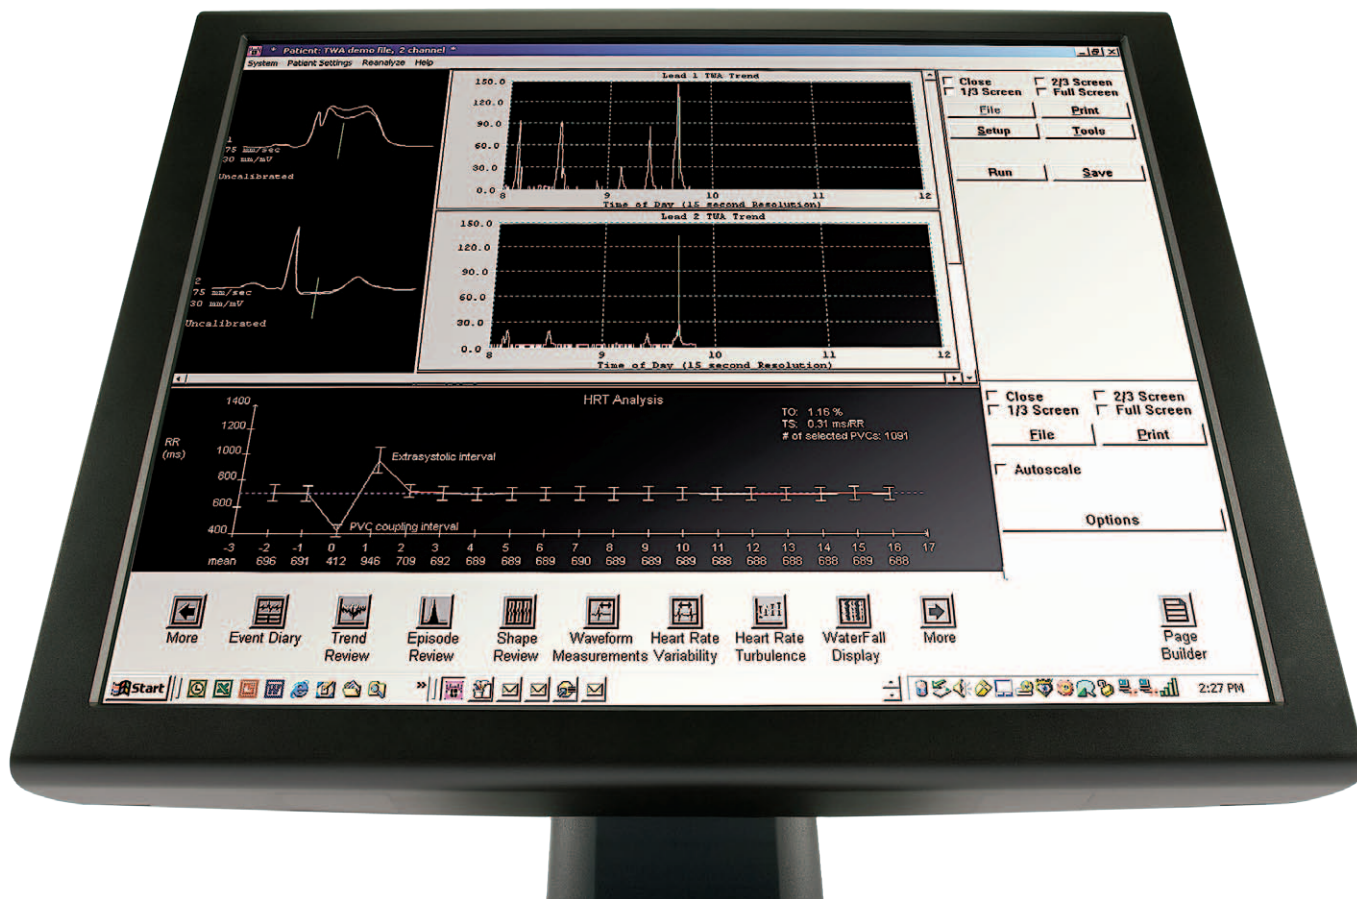 * Patient: TWA demo file, 2 channel *
System Patient Settings Reanalyze Help
1
75 mm/sec
30 mm/mV
Uncalibrated
2
75 mm/sec
30 mm/mV
Uncalibrated
Lead 1 TWA Trend
150.0
120.0
90.0
60.0
30.0
0.0
8 9 10 11 12
Time of Day (15 second Resolution)
Lead 2 TWA Trend
150.0
120.0
90.0
60.0
30.0
0.0
8 9 10 11 12
Time of Day (15 second Resolution)
Close 2/3 Screen
1/3 Screen Full Screen
File Print
Setup Tools
Run Save
HRT Analysis
TO: 1.16 %
TS: 0.31 ms/RR
# of selected PVCs: 1091
RR
(ms)
1400
1200
1000
800
600
400
Extrasystolic interval
PVC coupling interval
-3 -2 -1 0 1 2 3 4 5 6 7 8 9 10 11 12 13 14 15 16 17
mean 696 691 412 946 709 692 689 689 689 690 689 689 689 688 688 688 688 689 688
Close 2/3 Screen
1/3 Screen Full Screen
File Print
Autoscale
Options
More
Event Diary
Trend
Review
Episode
Review
Shape
Review
Waveform
Measurements
Heart Rate
Variability
Heart Rate
Turbulence
WaterFall
Display
More
Page
Builder
Start
2:27 PM